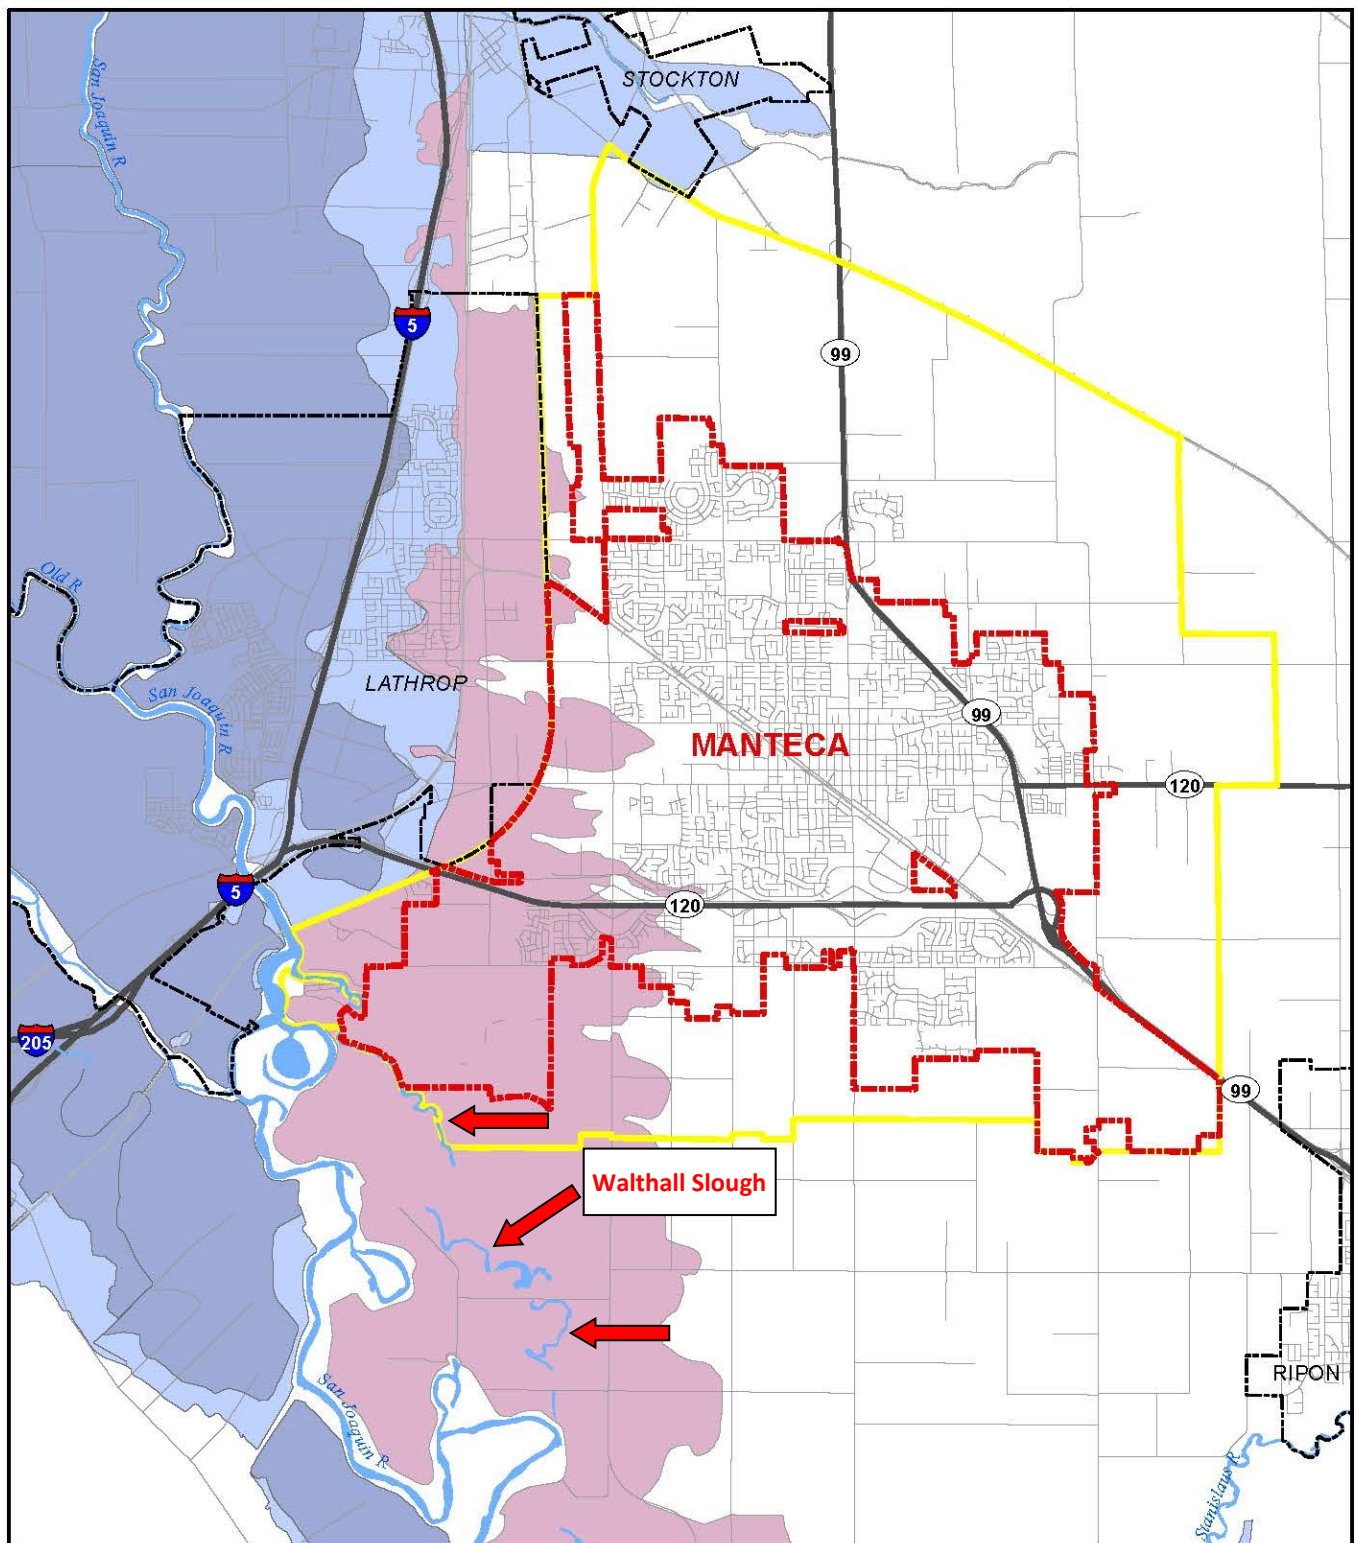 San Joaquin R
STOCKTON
5
99
Old R
San Joaquin R
LATHROP
MANTECA
99
120
5
120
205
99
Walthall Slough
San Joaquin R
RIPON
Stanislaus R